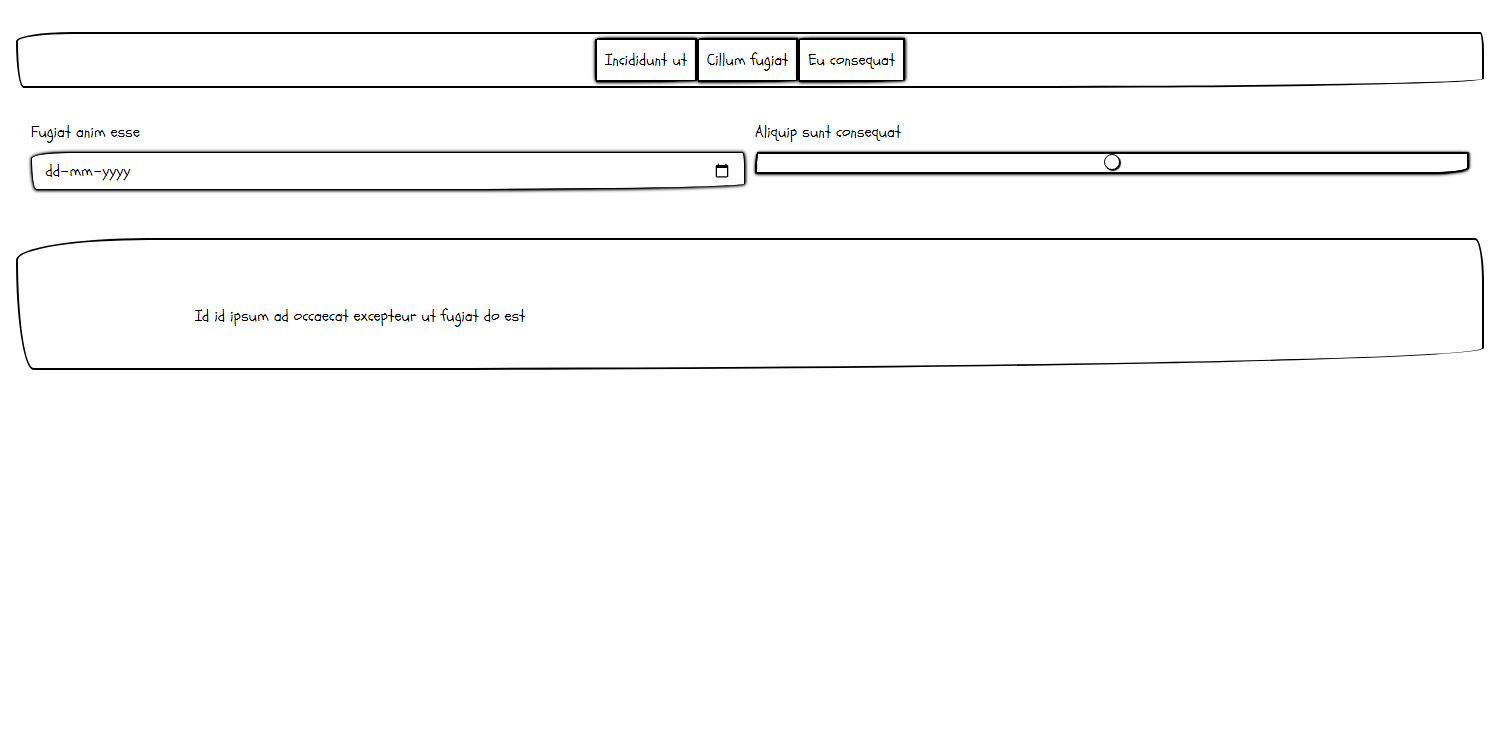 Incididunt ut Cillum fugiat Eu consequat
Fugiat anim esse
Aliquip sunt consequat
dd-mm-yyyy
Id id ipsum ad occaecat excepteur ut fugiat do est